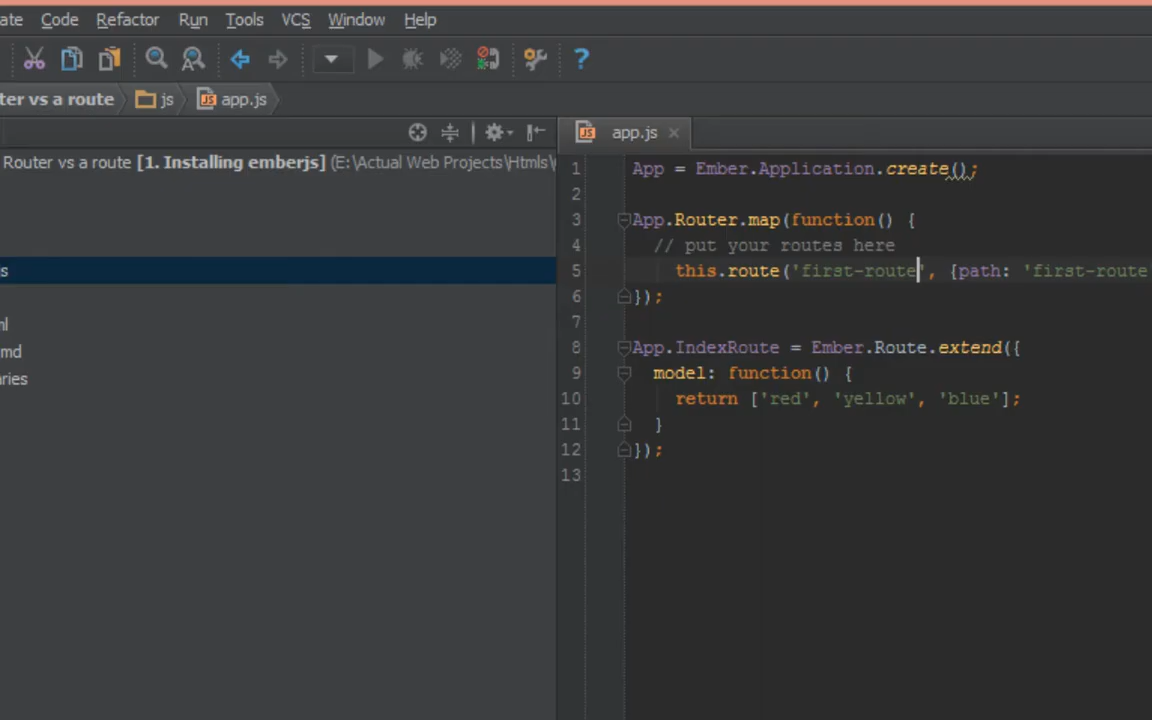 ate Code Refactor Run Tools VCS Window Help
ter vs a route js app.js
app.js
Router vs a route [1. Installing emberjs] (E:\Actual Web Projects\Htmls\
s
ml
md
ries
1 App = Ember.Application.create();
2
3 App.Router.map(function() {
4 // put your routes here
5 this.route('first-route', {path: 'first-route
6 });
7
8 App.IndexRoute = Ember.Route.extend({
9 model: function() {
10 return ['red', 'yellow', 'blue'];
11 }
12 });
13